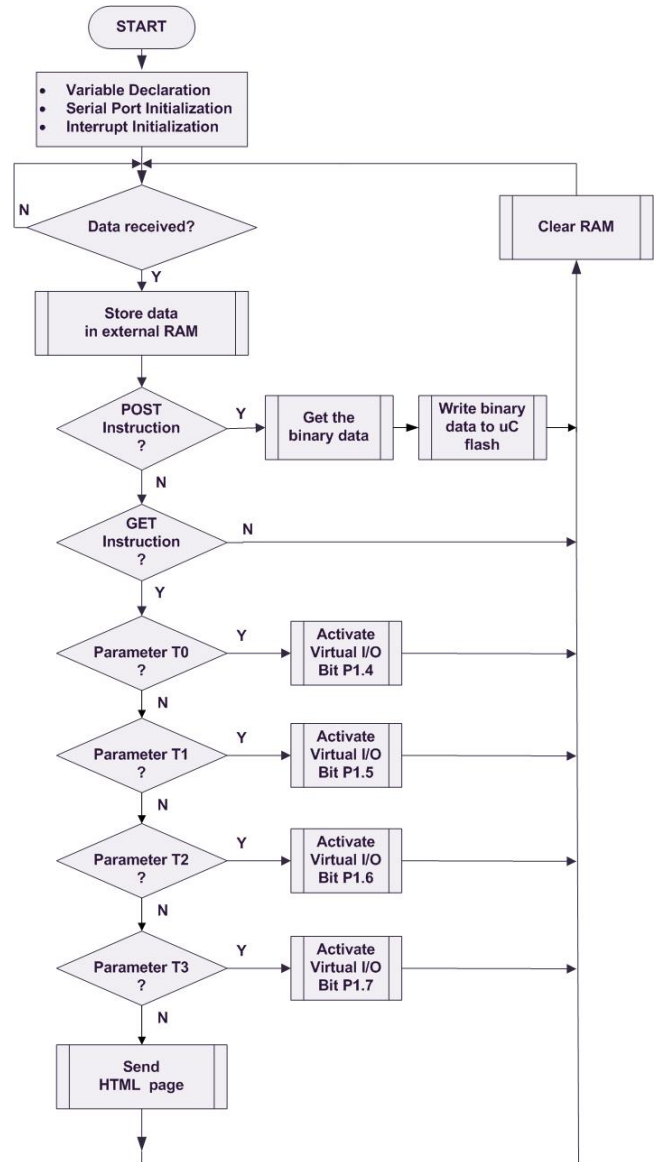 START
• Variable Declaration
• Serial Port Initialization
• Interrupt Initialization
N
Data received?
Clear RAM
Y
Store data
in external RAM
POST
Instruction
?
Y
Get the
binary data
Write binary
data to uC
flash
N
GET
Instruction
?
N
Y
Parameter T0
?
Y
Activate
Virtual I/O
Bit P1.4
N
Parameter T1
?
Y
Activate
Virtual I/O
Bit P1.5
N
Parameter T2
?
Y
Activate
Virtual I/O
Bit P1.6
N
Parameter T3
?
Y
Activate
Virtual I/O
Bit P1.7
N
Send
HTML page